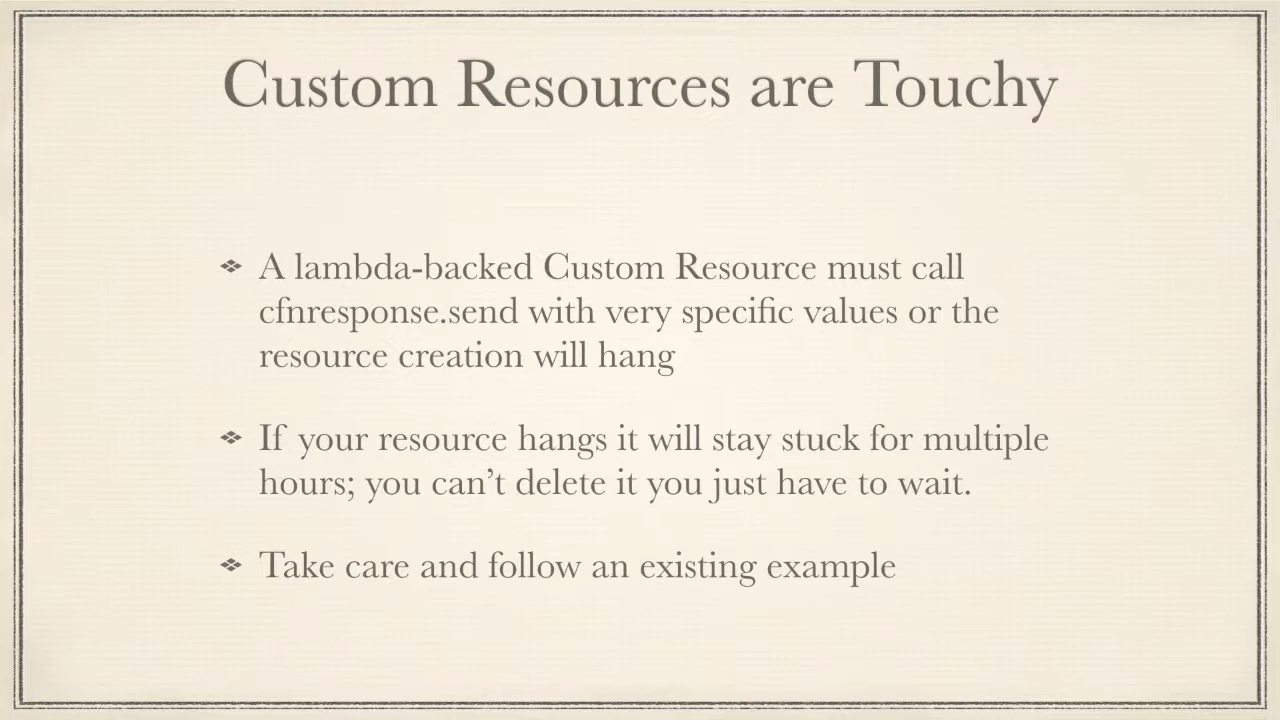 Custom Resources are Touchy
A lambda-backed Custom Resource must call
cfnresponse.send with very specific values or the
resource creation will hang
If your resource hangs it will stay stuck for multiple
hours; you can’t delete it you just have to wait.
Take care and follow an existing example